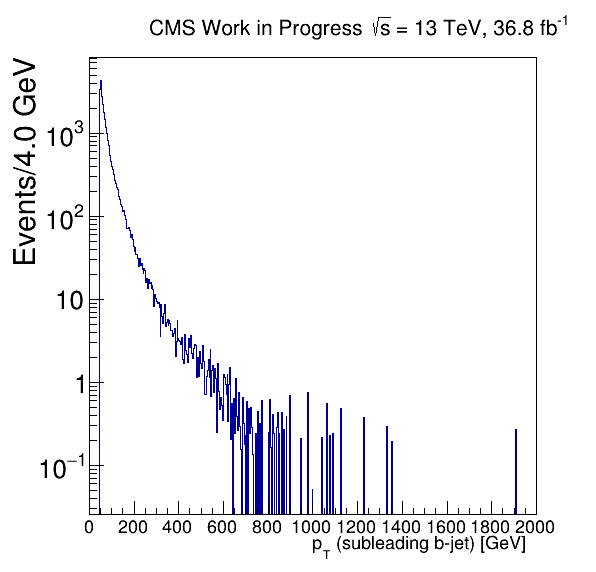 CMS Work in Progress √s = 13 TeV, 36.8 fb⁻¹
Events/4.0 GeV
10³
10²
10
1
10⁻¹
0 200 400 600 800 1000 1200 1400 1600 1800 2000
p_T (subleading b-jet) [GeV]